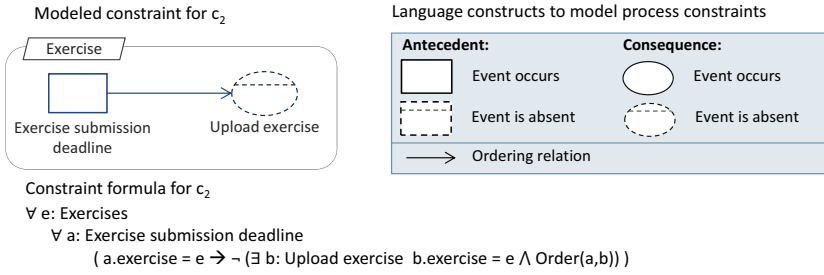 Modeled constraint for c2
Exercise
Exercise submission
deadline
Upload exercise
Language constructs to model process constraints
Antecedent:
Consequence:
Event occurs
Event occurs
Event is absent
Event is absent
Ordering relation
Constraint formula for c2
∀ e: Exercises
∀ a: Exercise submission deadline
( a.exercise = e → ¬ (∃ b: Upload exercise b.exercise = e Λ Order(a,b)) )